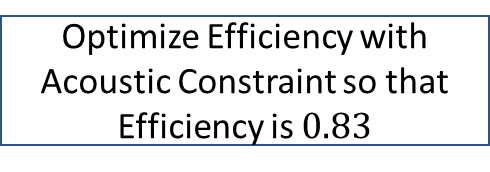 Optimize Efficiency with
Acoustic Constraint so that
Efficiency is 0.83